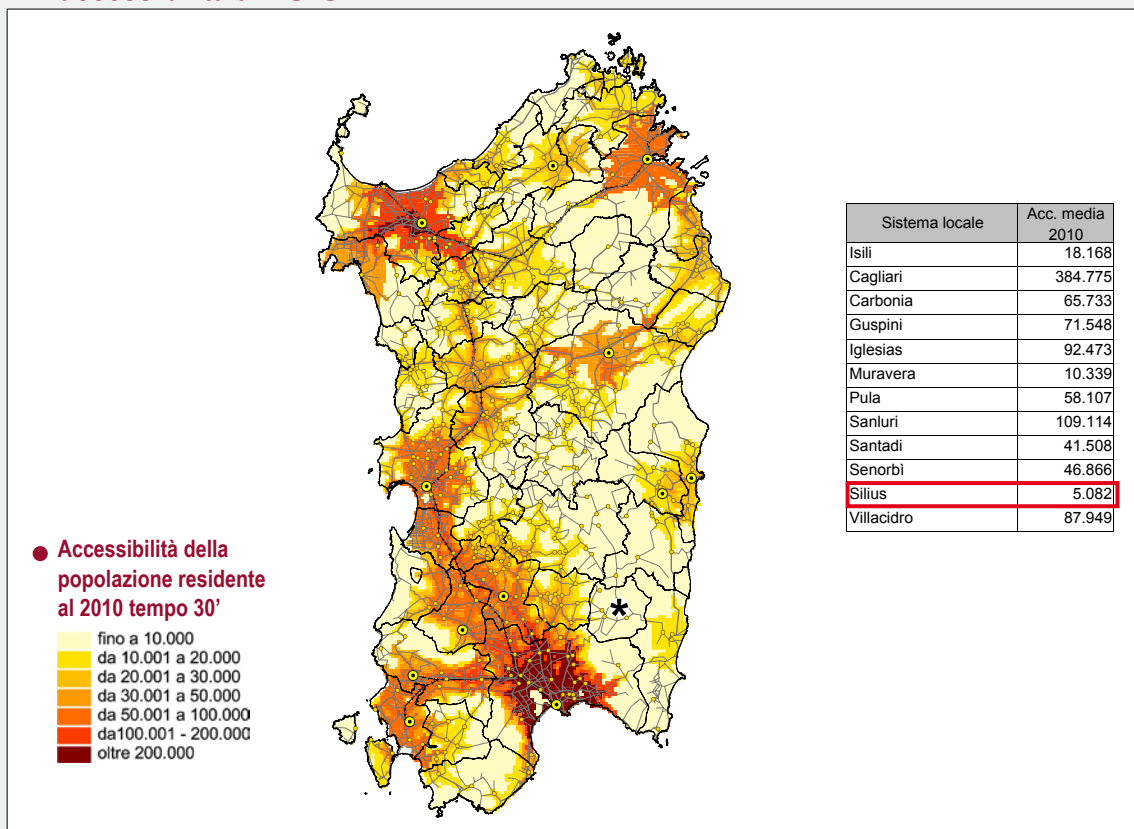 Sistema locale Acc. media 2010
Isili 18.168
Cagliari 384.775
Carbonia 65.733
Guspini 71.548
Iglesias 92.473
Muravera 10.339
Pula 58.107
Sanluri 109.114
Santadi 41.508
Senorbì 46.866
Silius 5.082
Villacidro 87.949
*
● Accessibilità della
popolazione residente
al 2010 tempo 30'
fino a 10.000
da 10.001 a 20.000
da 20.001 a 30.000
da 30.001 a 50.000
da 50.001 a 100.000
da100.001 - 200.000
oltre 200.000